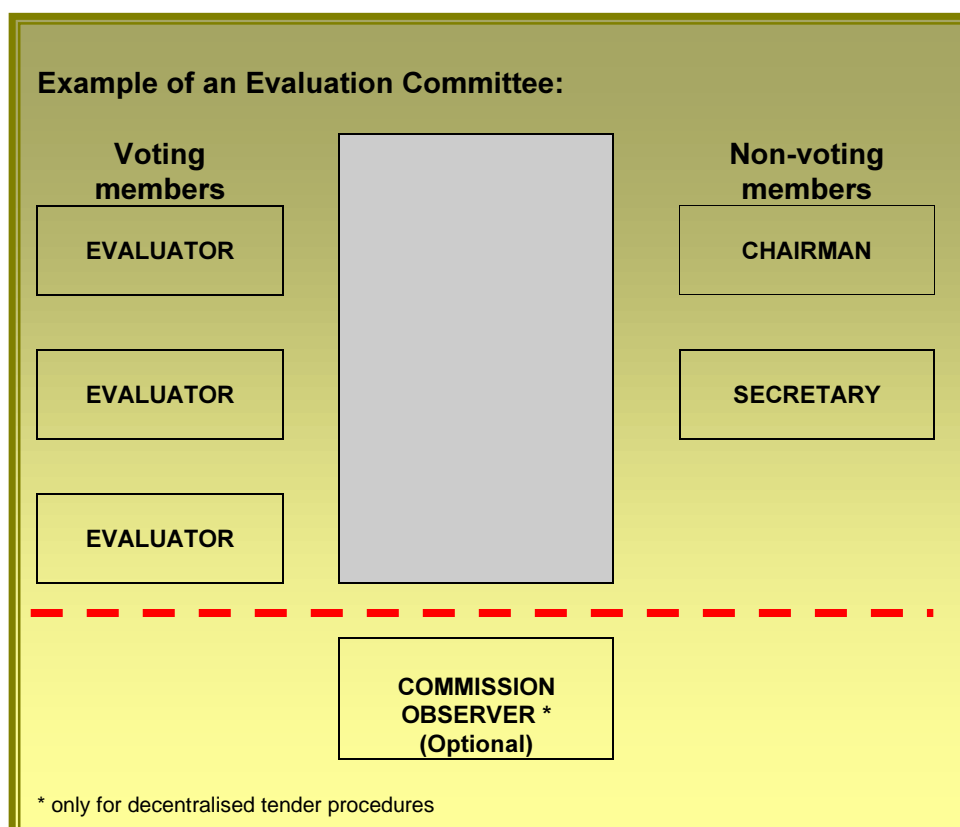 Example of an Evaluation Committee:
Voting
members
Non-voting
members
EVALUATOR
CHAIRMAN
EVALUATOR
SECRETARY
EVALUATOR
COMMISSION
OBSERVER *
(Optional)
* only for decentralised tender procedures